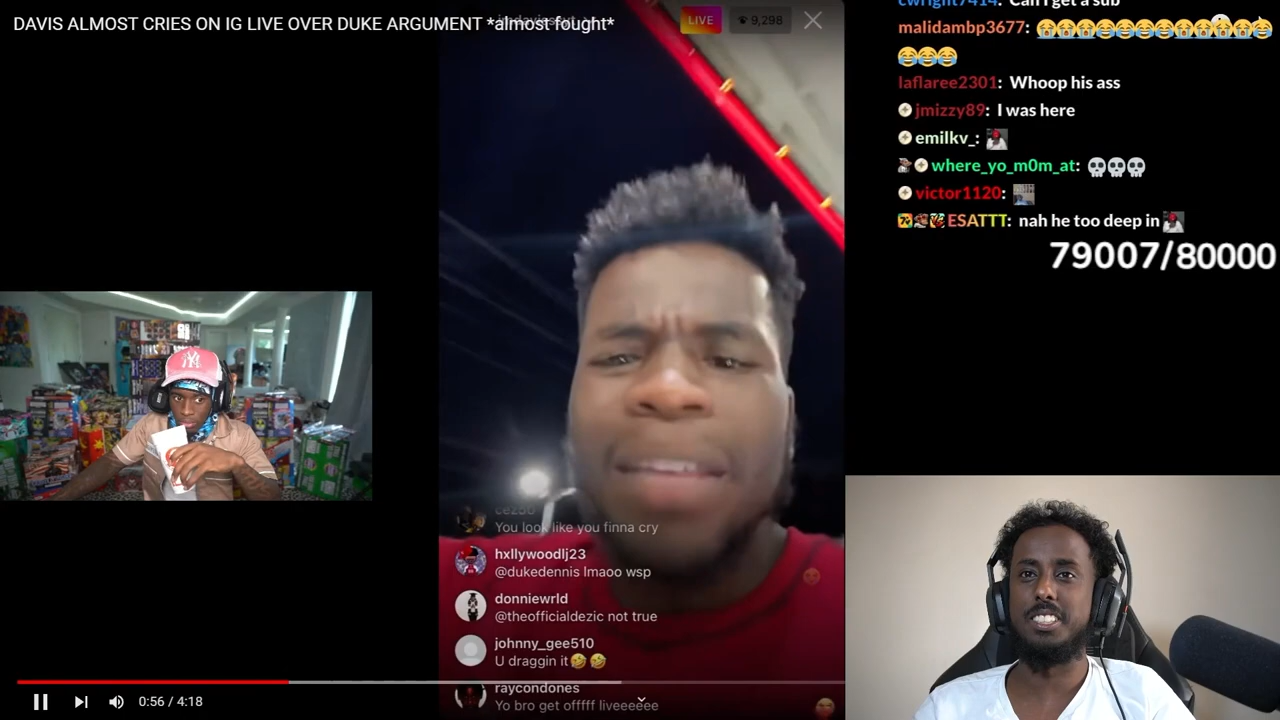 DAVIS ALMOST CRIES ON IG LIVE OVER DUKE ARGUMENT *almost fought*
LIVE
9,298
cwright7414: Can I get a sub
malidambp3677: 😭😭😭😂😂😂😂😭😭😭😭😂
😂😂😂
laflaree2301: Whoop his ass
jmizzy89: I was here
emilkv_:
where_yo_m0m_at: 💀💀💀
victor1120:
ESATTT: nah he too deep in
79007/80000
You look like you finna cry
hxllywoodlj23
@dukedennis lmaoo wsp
donniewrld
@theofficialdezic not true
johnny_gee510
U draggin it🤣🤣
raycondones
Yo bro get offfff liveeeeee
0:56 / 4:18